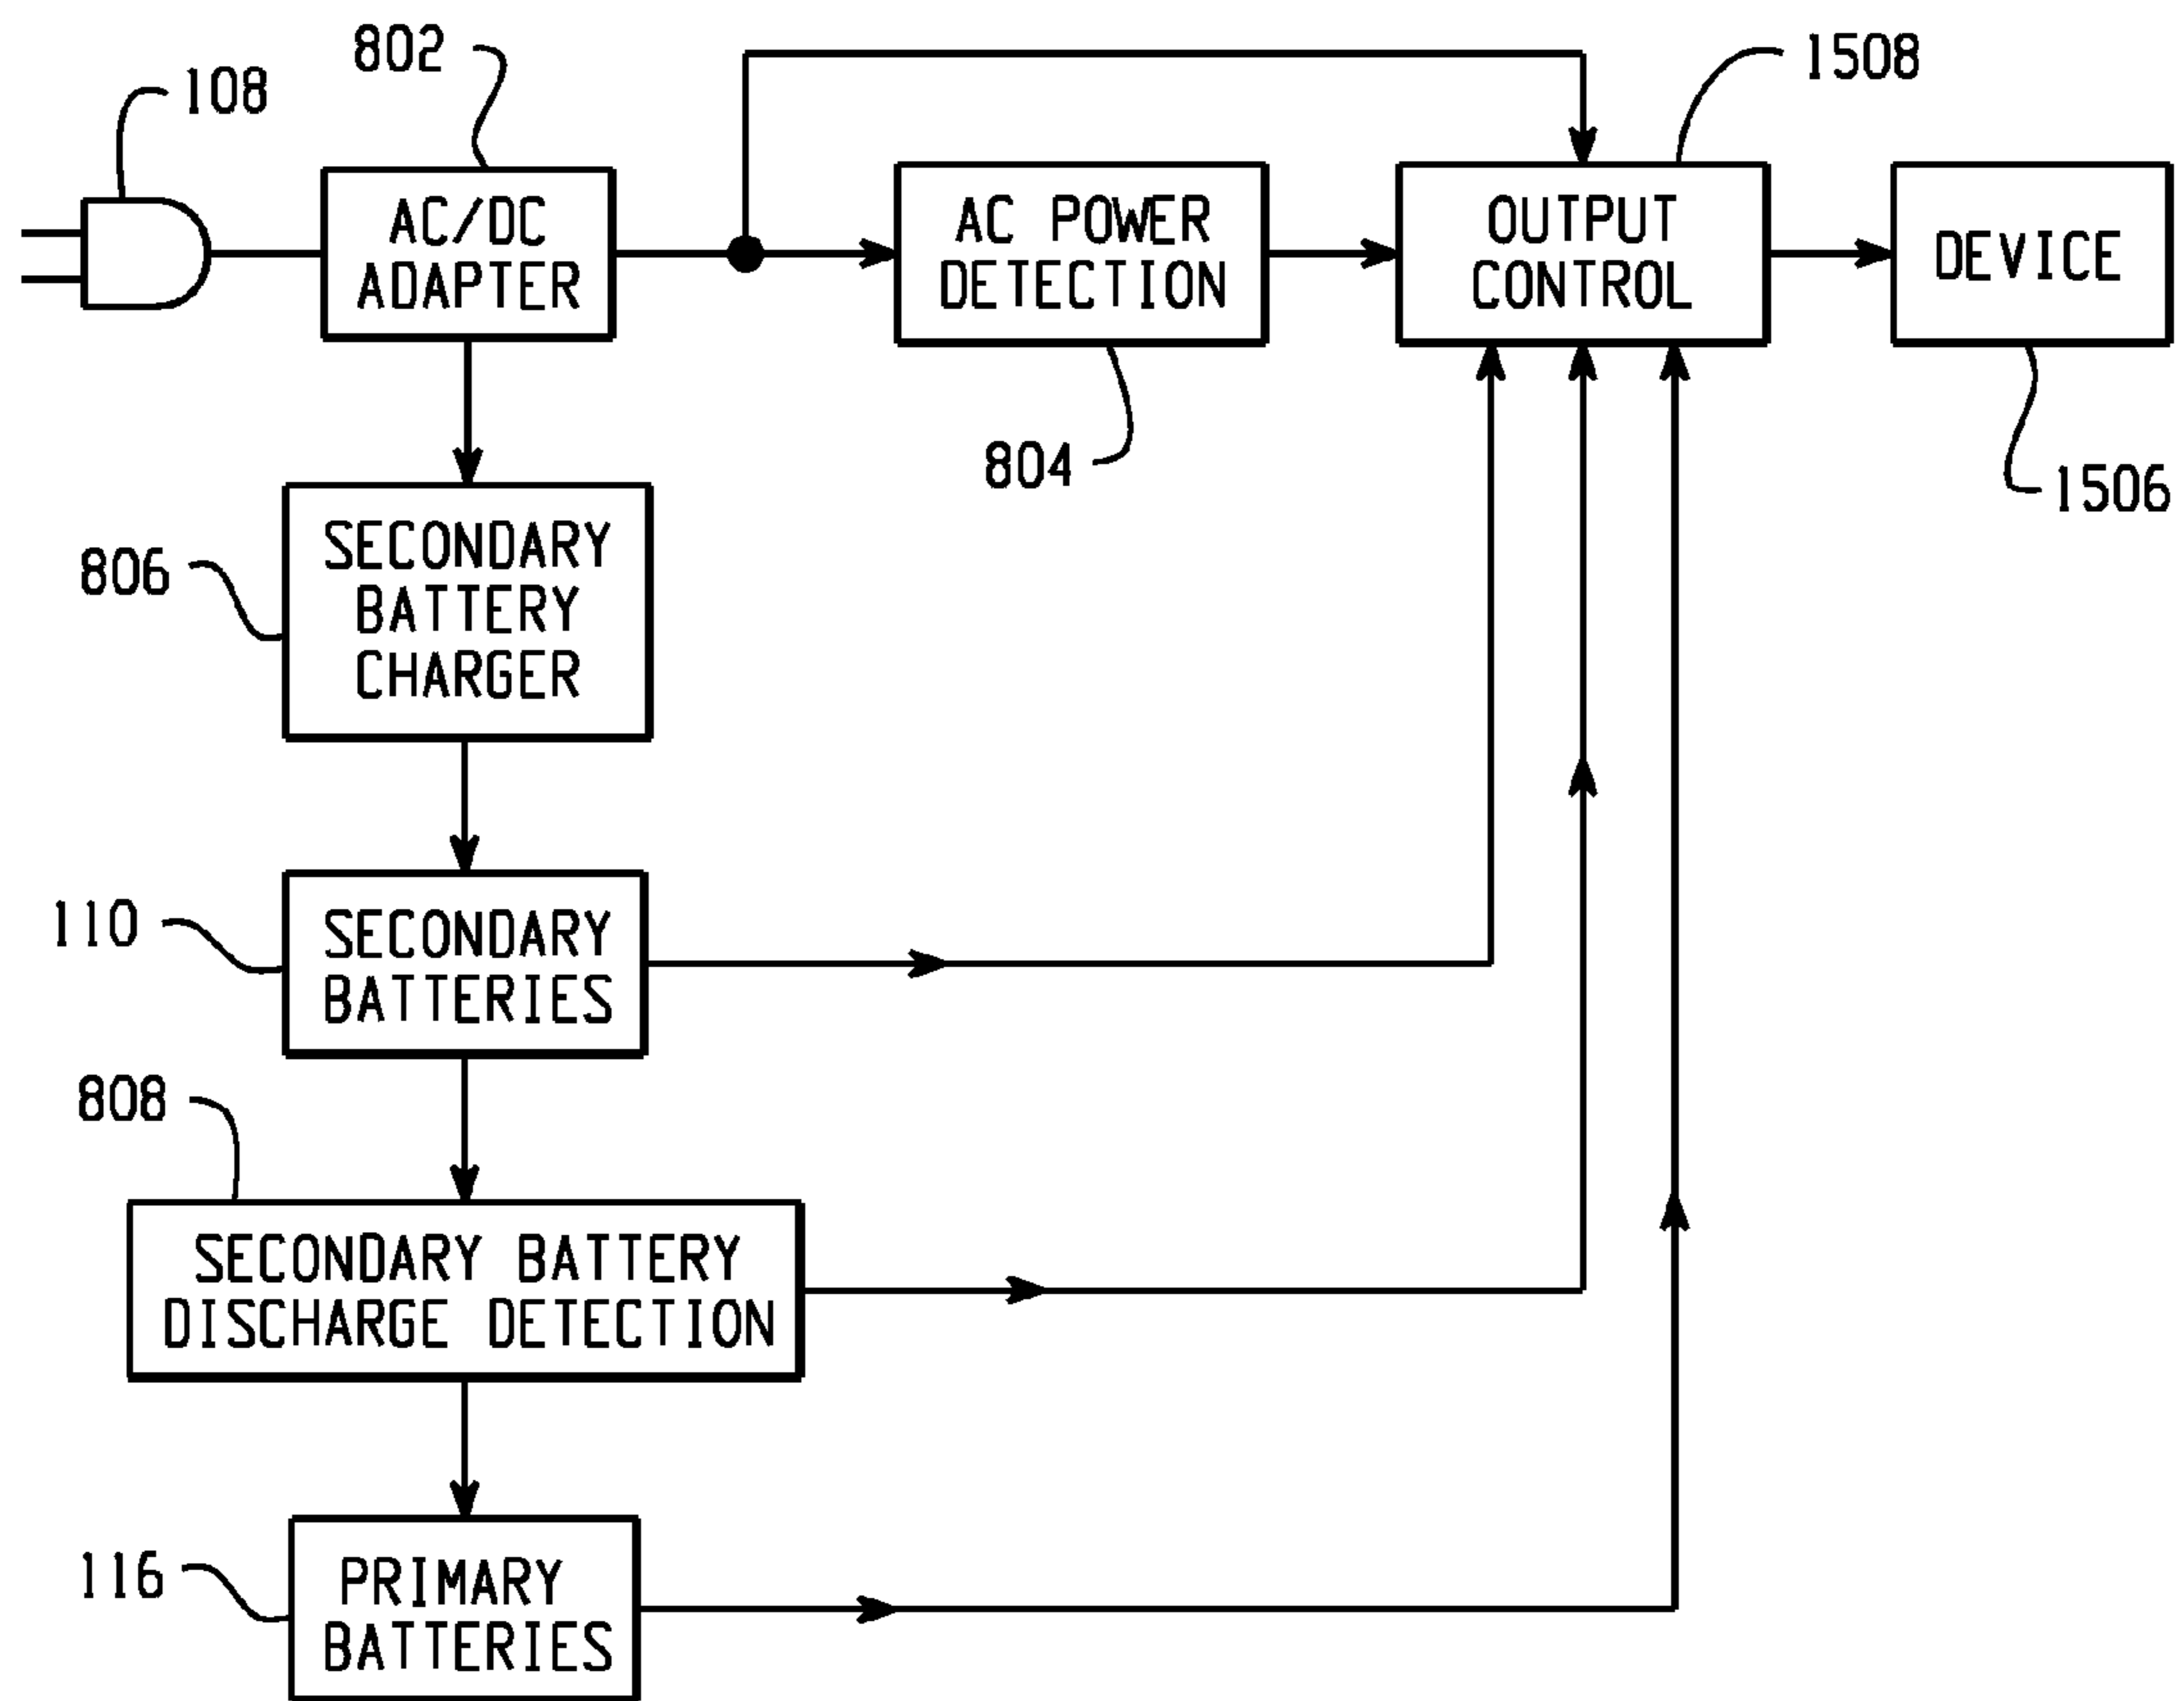 802
1508
108
AC/DC
ADAPTER
AC POWER
DETECTION
OUTPUT
CONTROL
DEVICE
804
1506
806
SECONDARY
BATTERY
CHARGER
110
SECONDARY
BATTERIES
808
SECONDARY BATTERY
DISCHARGE DETECTION
116
PRIMARY
BATTERIES